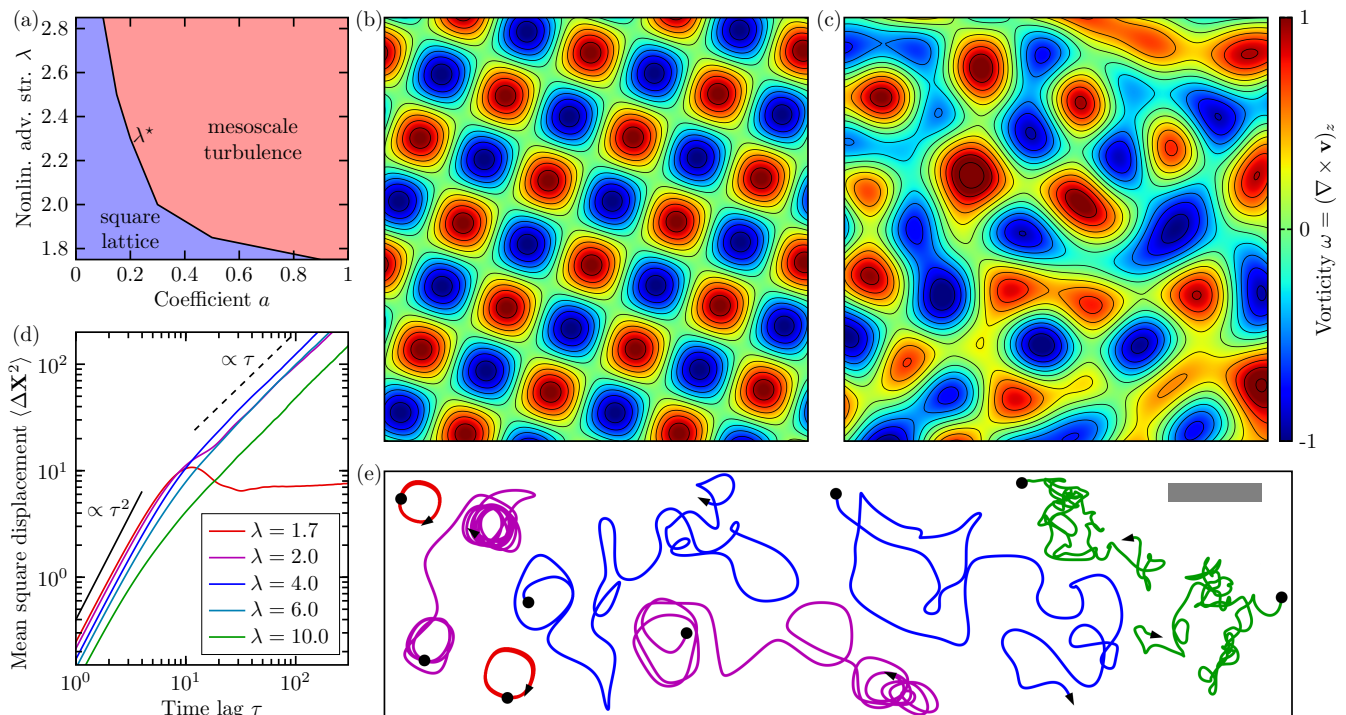 (a)
Nonlin. adv. str. λ
2.8
2.6
2.4
2.2
2.0
1.8
λ⋆
mesoscale
turbulence
square
lattice
0 0.2 0.4 0.6 0.8 1
Coefficient a
(b)
(c)
1
0
-1
Vorticity ω = (∇ × v)z
(d)
Mean square displacement ⟨ΔX²⟩
10²
10¹
10⁰
∝ τ
∝ τ²
λ = 1.7
λ = 2.0
λ = 4.0
λ = 6.0
λ = 10.0
10⁰ 10¹ 10²
Time lag τ
(e)